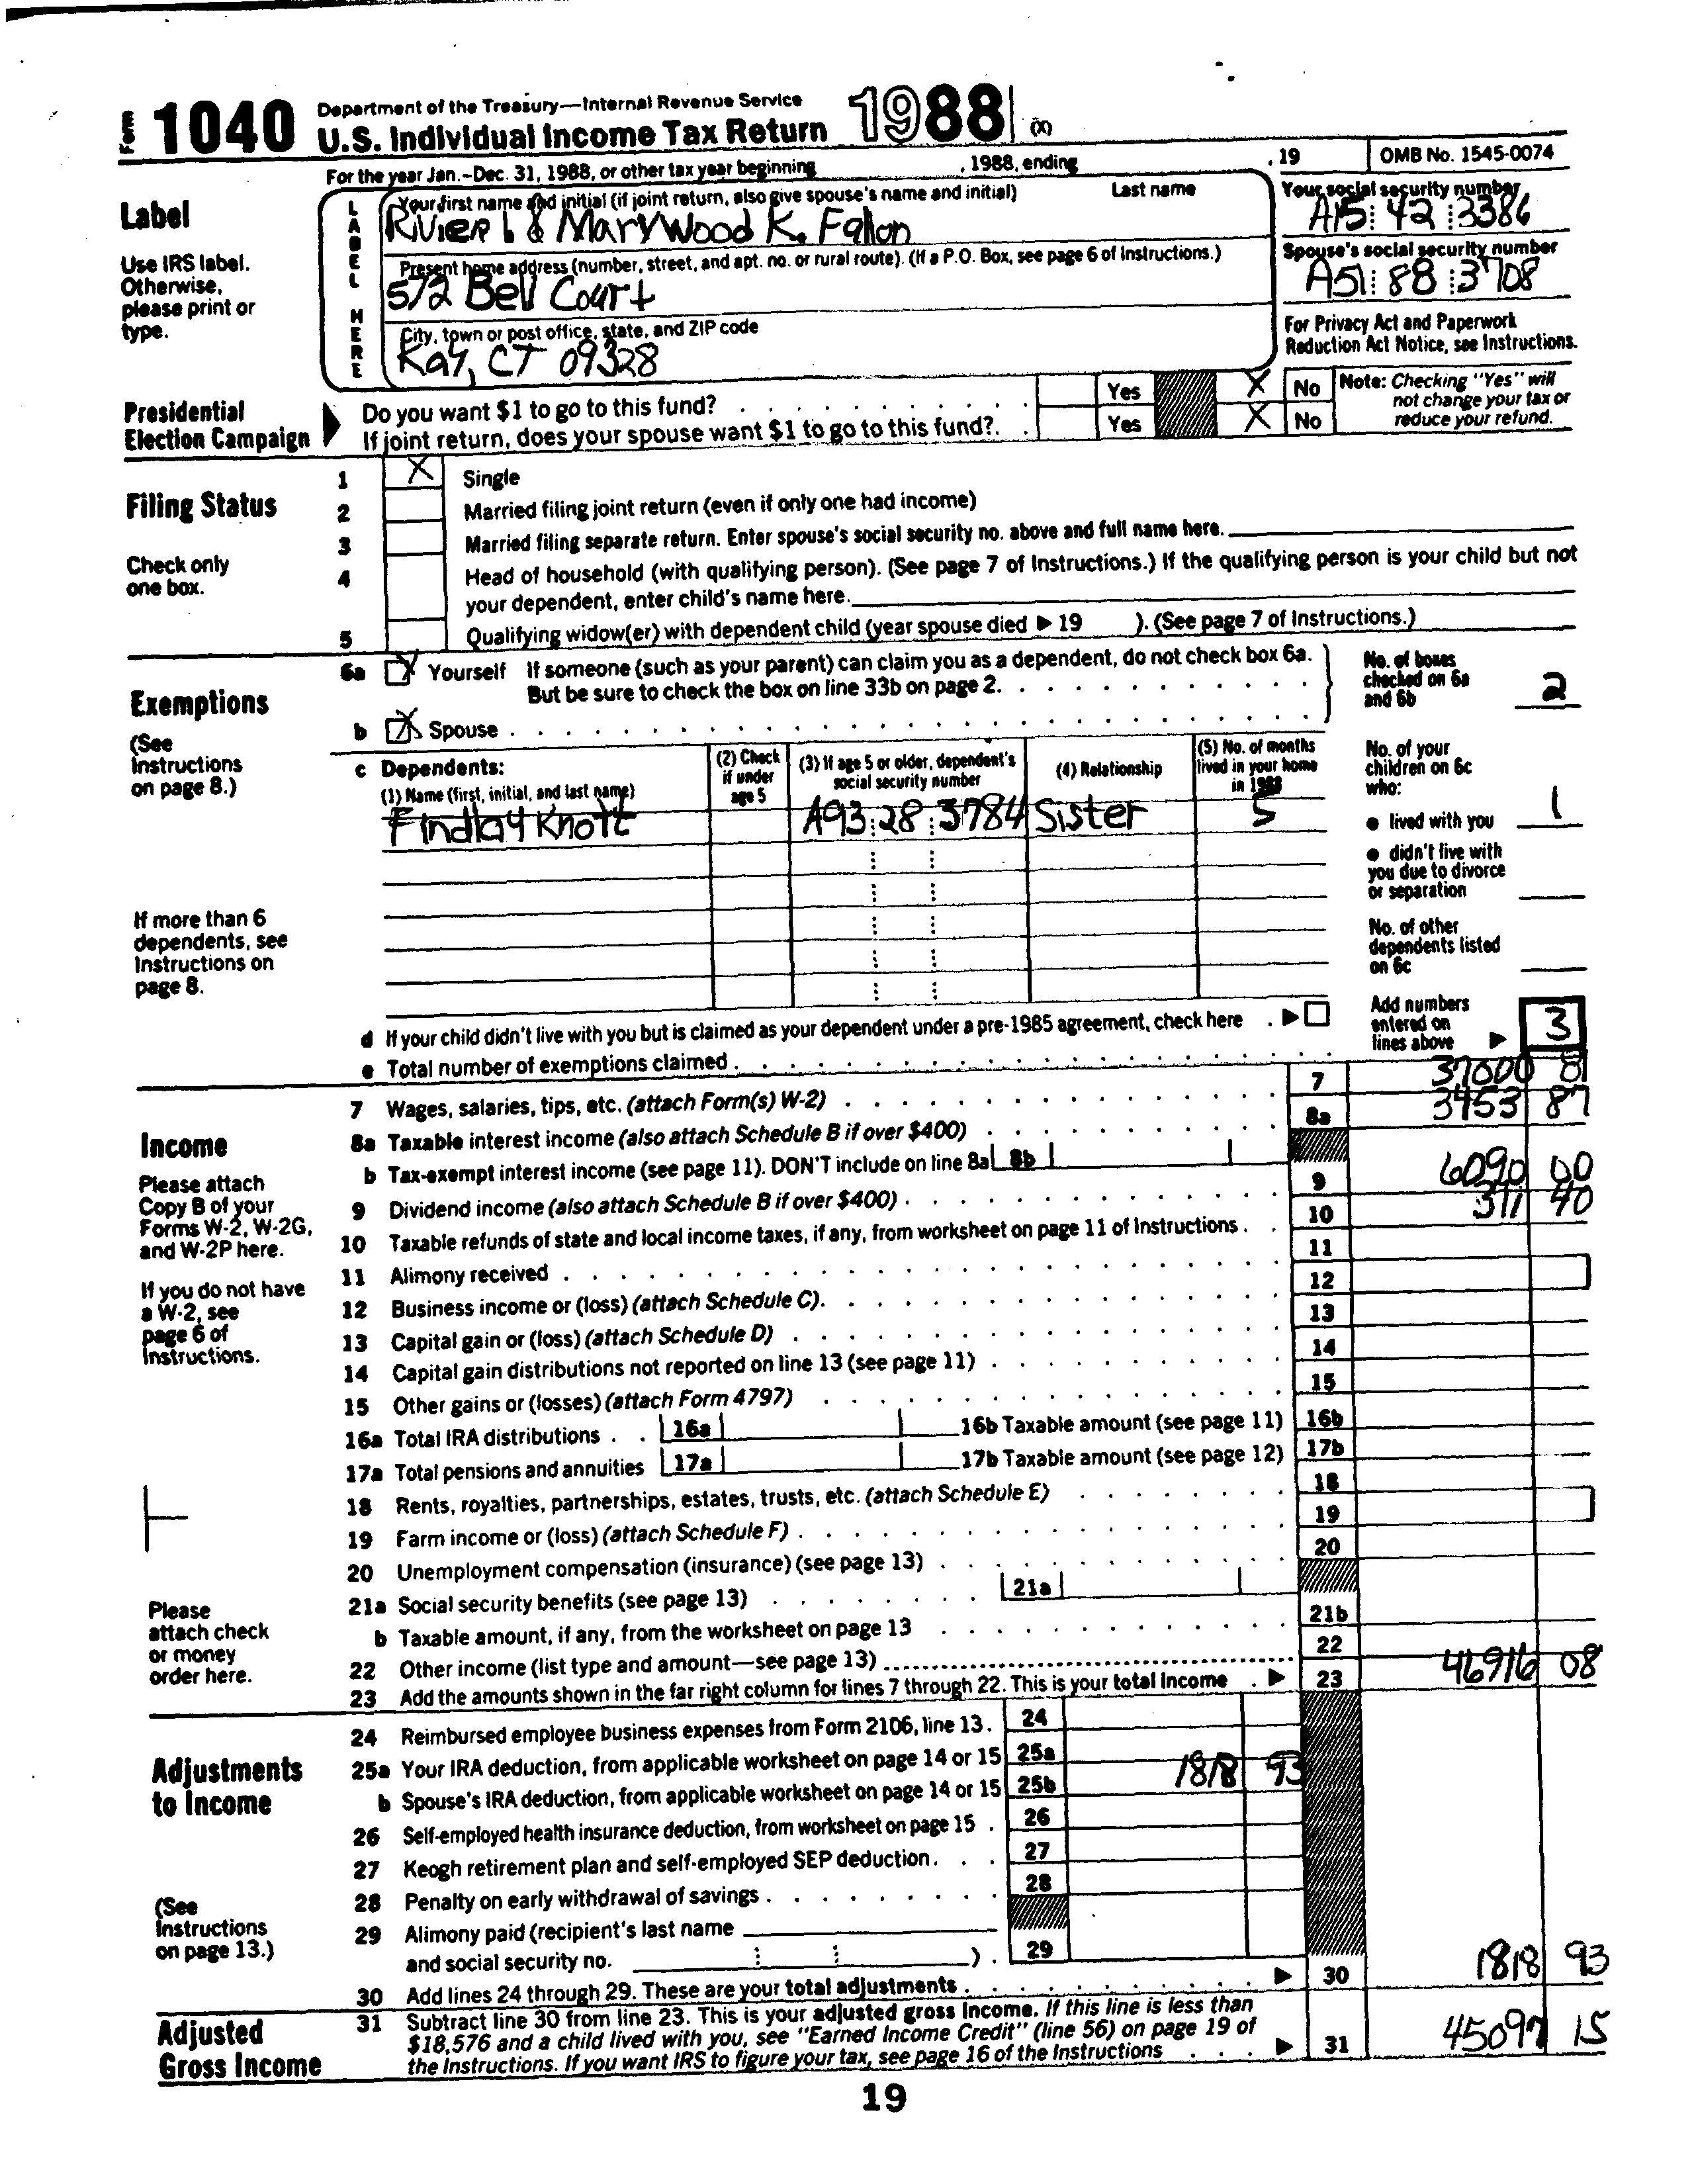 Form 1040 Department of the Treasury—Internal Revenue Service
U.S. Individual Income Tax Return 1988 (X)
For the year Jan.-Dec. 31, 1988, or other tax year beginning , 1988, ending , 19 OMB No. 1545-0074
Label
Use IRS label.
Otherwise,
please print or
type.
LABEL HERE
Your first name and initial (if joint return, also give spouse's name and initial) Last name
Rivier L & Marywood K. Fallon
Your social security number
A15 42 3386
Present home address (number, street, and apt. no. or rural route). (If a P.O. Box, see page 6 of Instructions.)
572 Bell Court
Spouse's social security number
A51 88 3708
City, town or post office, state, and ZIP code
Kay, CT 09328
For Privacy Act and Paperwork
Reduction Act Notice, see Instructions.
Presidential
Election Campaign
Do you want $1 to go to this fund? Yes X No
If joint return, does your spouse want $1 to go to this fund?. Yes X No
Note: Checking "Yes" will
not change your tax or
reduce your refund.
Filing Status
Check only
one box.
1 X Single
2 Married filing joint return (even if only one had income)
3 Married filing separate return. Enter spouse's social security no. above and full name here.
4 Head of household (with qualifying person). (See page 7 of Instructions.) If the qualifying person is your child but not
your dependent, enter child's name here.
5 Qualifying widow(er) with dependent child (year spouse died ▶ 19 ). (See page 7 of Instructions.)
Exemptions
(See
Instructions
on page 8.)
6a X Yourself If someone (such as your parent) can claim you as a dependent, do not check box 6a.
But be sure to check the box on line 33b on page 2.
b X Spouse
No. of boxes
checked on 6a
and 6b 2
c Dependents:
(1) Name (first, initial, and last name)
(2) Check
if under
age 5
(3) If age 5 or older, dependent's
social security number
(4) Relationship
(5) No. of months
lived in your home
in 1988
Findlay Knott A93 28 3784 Sister 5
No. of your
children on 6c
who:
● lived with you 1
● didn't live with
you due to divorce
or separation
No. of other
dependents listed
on 6c
If more than 6
dependents, see
Instructions on
page 8.
d If your child didn't live with you but is claimed as your dependent under a pre-1985 agreement, check here . ▶ □
e Total number of exemptions claimed
Add numbers
entered on
lines above ▶ 3
Income
Please attach
Copy B of your
Forms W-2, W-2G,
and W-2P here.
If you do not have
a W-2, see
page 6 of
Instructions.
Please
attach check
or money
order here.
7 Wages, salaries, tips, etc. (attach Form(s) W-2) 7 37060 81
8a Taxable interest income (also attach Schedule B if over $400) 8a 3453 87
b Tax-exempt interest income (see page 11). DON'T include on line 8a 8b
9 Dividend income (also attach Schedule B if over $400) 9 6090 00
10 Taxable refunds of state and local income taxes, if any, from worksheet on page 11 of Instructions 10 311 40
11 Alimony received 11
12 Business income or (loss) (attach Schedule C). 12
13 Capital gain or (loss) (attach Schedule D) 13
14 Capital gain distributions not reported on line 13 (see page 11) 14
15 Other gains or (losses) (attach Form 4797) 15
16a Total IRA distributions 16a 16b Taxable amount (see page 11) 16b
17a Total pensions and annuities 17a 17b Taxable amount (see page 12) 17b
18 Rents, royalties, partnerships, estates, trusts, etc. (attach Schedule E) 18
19 Farm income or (loss) (attach Schedule F) 19
20 Unemployment compensation (insurance) (see page 13) 20
21a Social security benefits (see page 13) 21a
b Taxable amount, if any, from the worksheet on page 13 21b
22 Other income (list type and amount—see page 13) 22
23 Add the amounts shown in the far right column for lines 7 through 22. This is your total income ▶ 23 46916 08
Adjustments
to Income
(See
Instructions
on page 13.)
24 Reimbursed employee business expenses from Form 2106, line 13. 24
25a Your IRA deduction, from applicable worksheet on page 14 or 15 25a 1818 93
b Spouse's IRA deduction, from applicable worksheet on page 14 or 15 25b
26 Self-employed health insurance deduction, from worksheet on page 15 26
27 Keogh retirement plan and self-employed SEP deduction 27
28 Penalty on early withdrawal of savings 28
29 Alimony paid (recipient's last name
and social security no. ) . 29
30 Add lines 24 through 29. These are your total adjustments ▶ 30 1818 93
Adjusted
Gross Income
31 Subtract line 30 from line 23. This is your adjusted gross income. If this line is less than
$18,576 and a child lived with you, see "Earned Income Credit" (line 56) on page 19 of
the Instructions. If you want IRS to figure your tax, see page 16 of the Instructions ▶ 31 45097 15
19